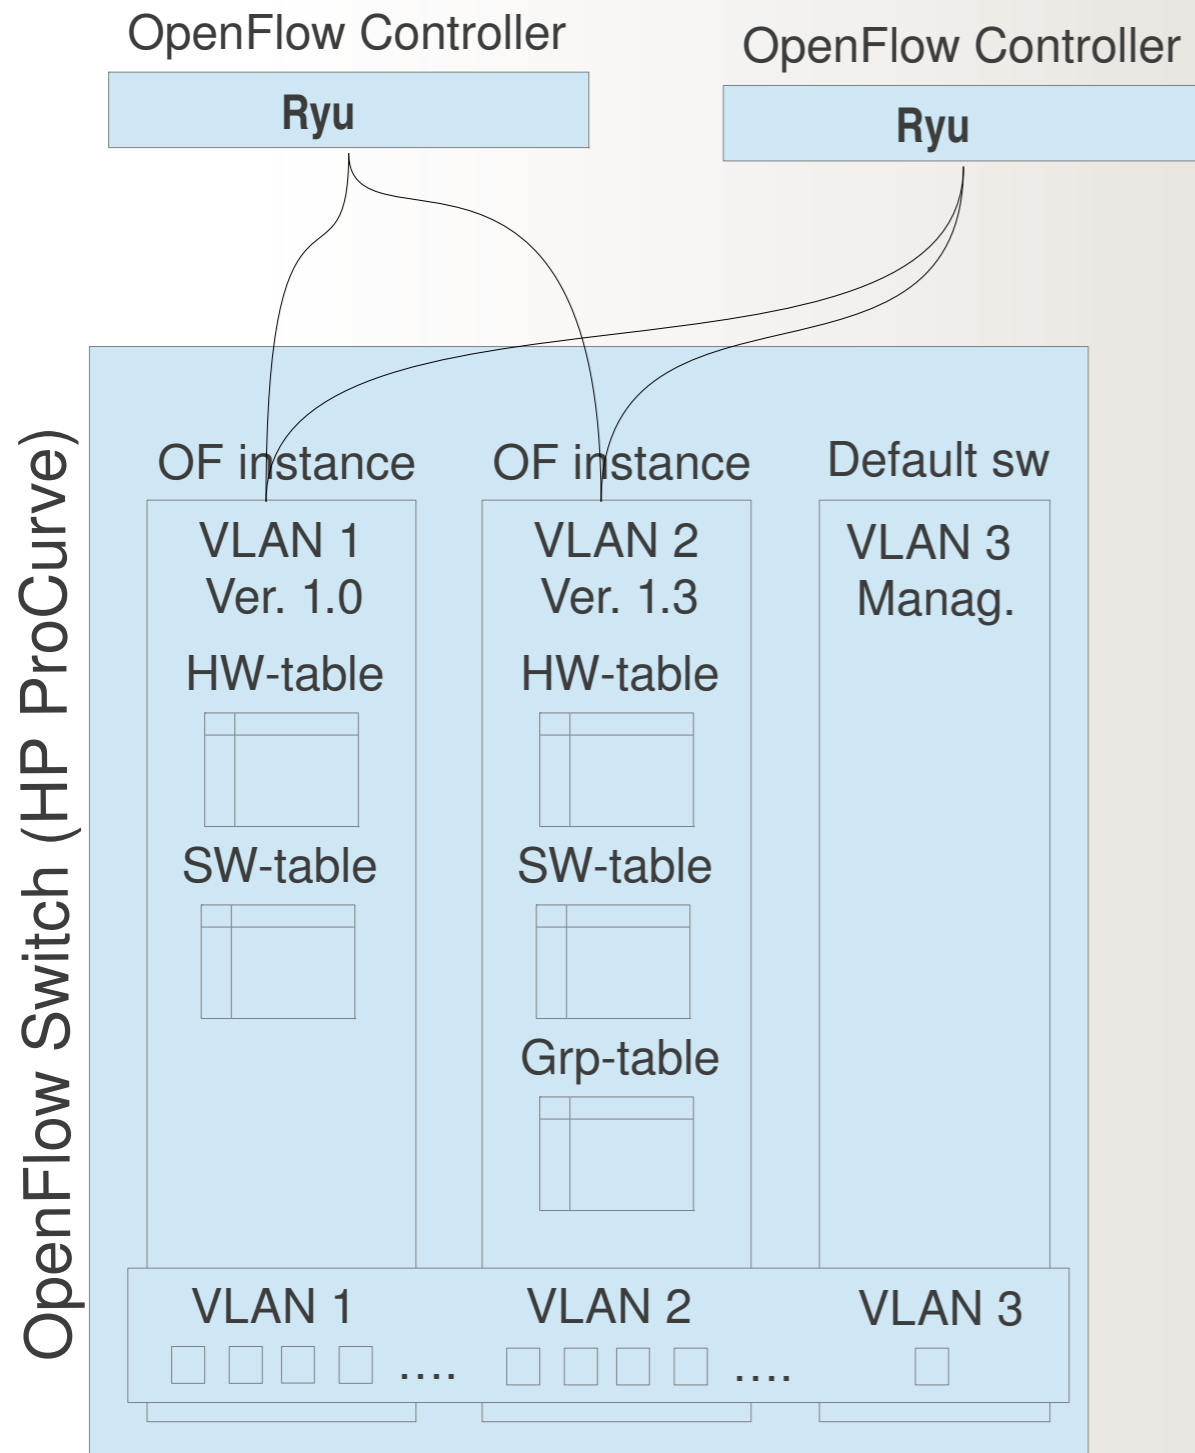 OpenFlow Controller
Ryu
OpenFlow Controller
Ryu
OpenFlow Switch (HP ProCurve)
OF instance
VLAN 1
Ver. 1.0
HW-table
SW-table
OF instance
VLAN 2
Ver. 1.3
HW-table
SW-table
Grp-table
Default sw
VLAN 3
Manag.
VLAN 1
....
VLAN 2
....
VLAN 3